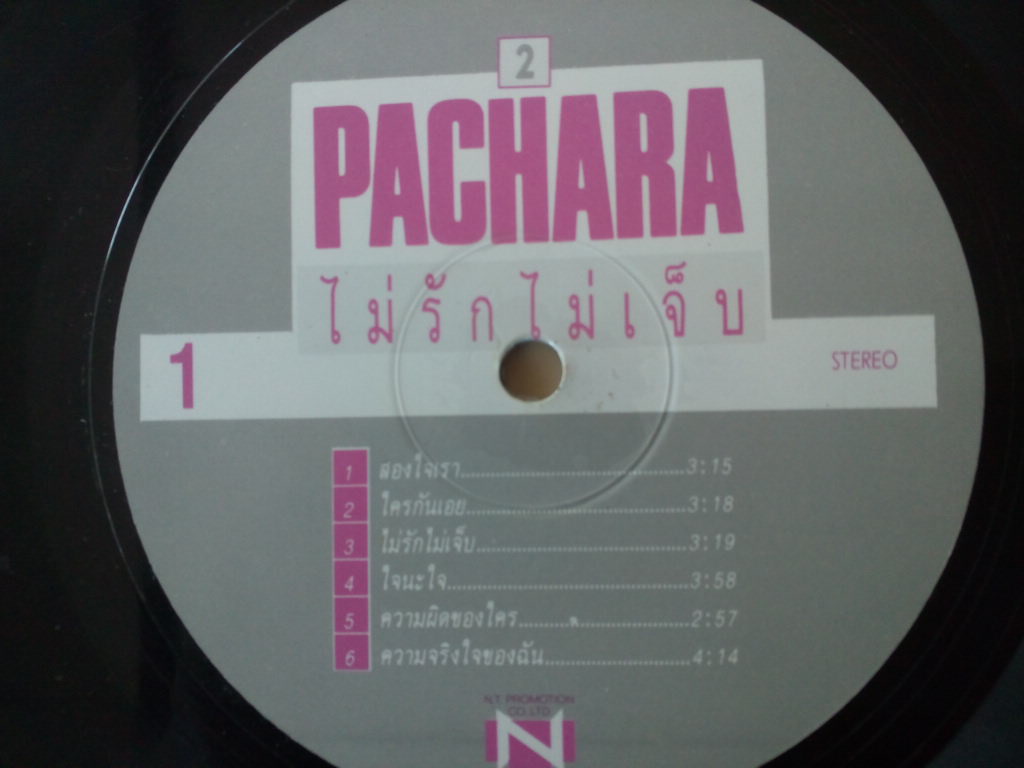 2
PACHARA
ไม่รักไม่เจ็บ
1 STEREO
1 สองใจเรา........................................3:15
2 ใครกันเอย.......................................3:18
3 ไม่รักไม่เจ็บ.....................................3:19
4 ใจนะใจ..........................................3:58
5 ความผิดของใคร..............................2:57
6 ความจริงใจของฉัน..........................4:14
N.T. PROMOTION
CO.,LTD.
N